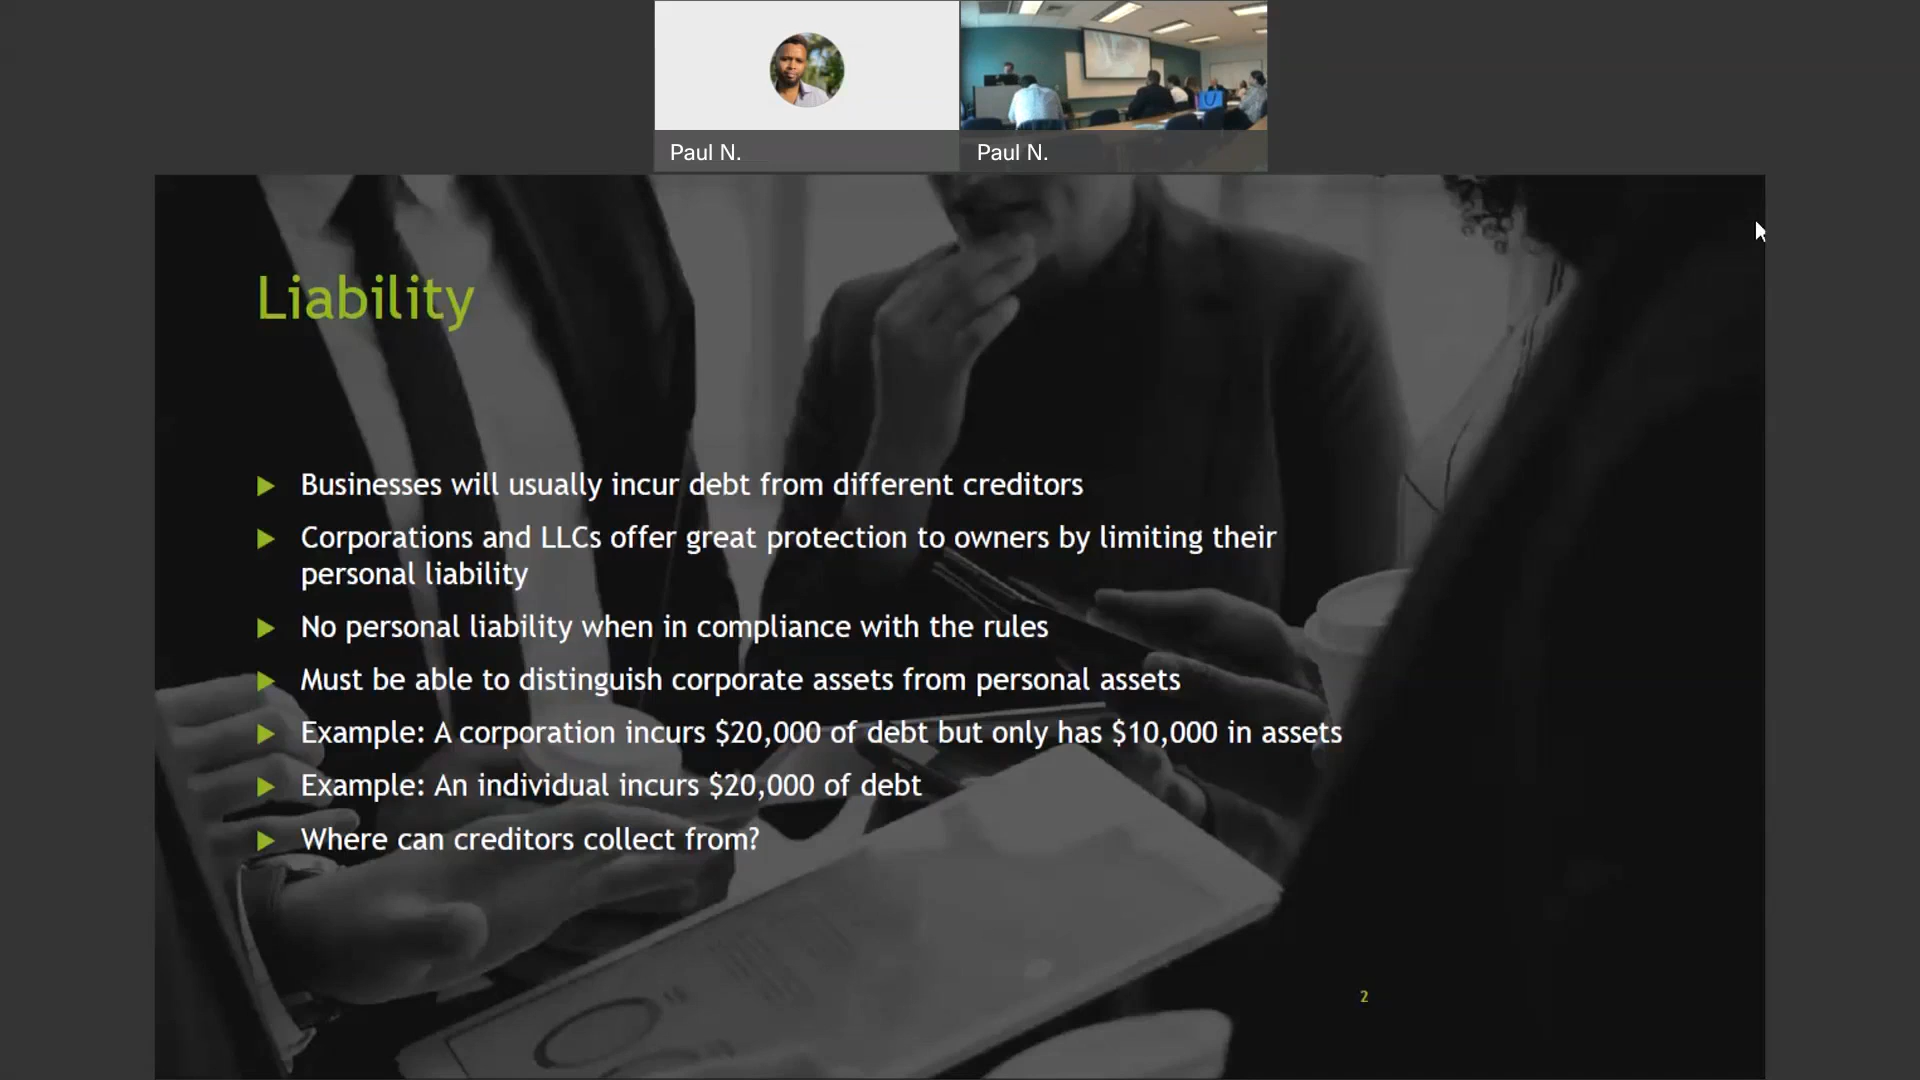 Paul N.
Paul N.
Liability
Businesses will usually incur debt from different creditors
Corporations and LLCs offer great protection to owners by limiting their
personal liability
No personal liability when in compliance with the rules
Must be able to distinguish corporate assets from personal assets
Example: A corporation incurs $20,000 of debt but only has $10,000 in assets
Example: An individual incurs $20,000 of debt
Where can creditors collect from?
2